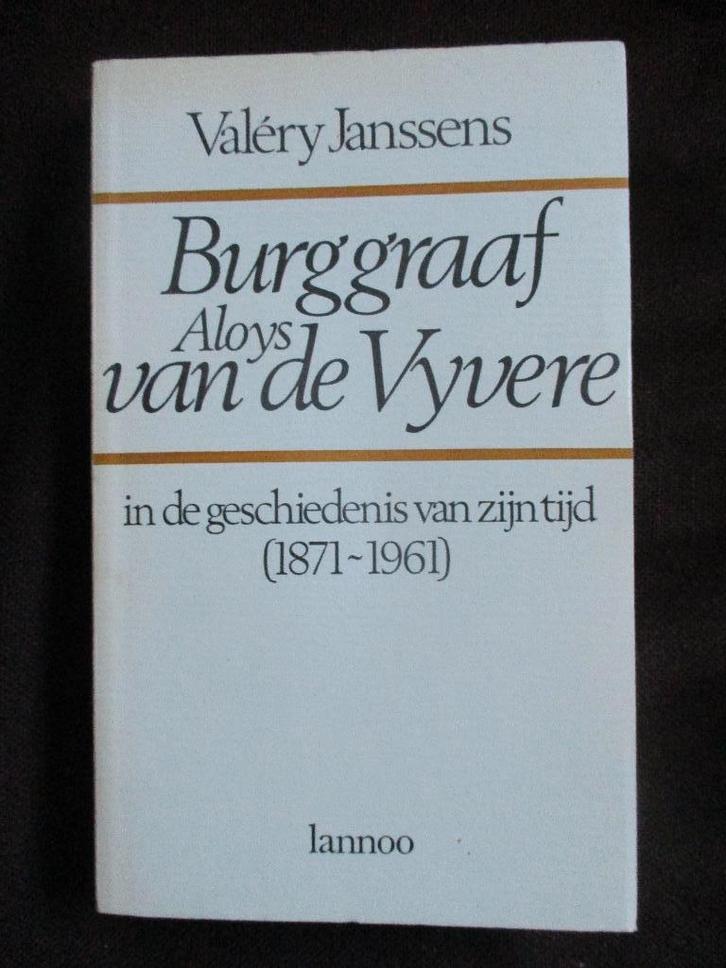 Valéry Janssens
Burggraaf
Aloys
van de Vyvere
in de geschiedenis van zijn tijd
(1871~1961)
lannoo